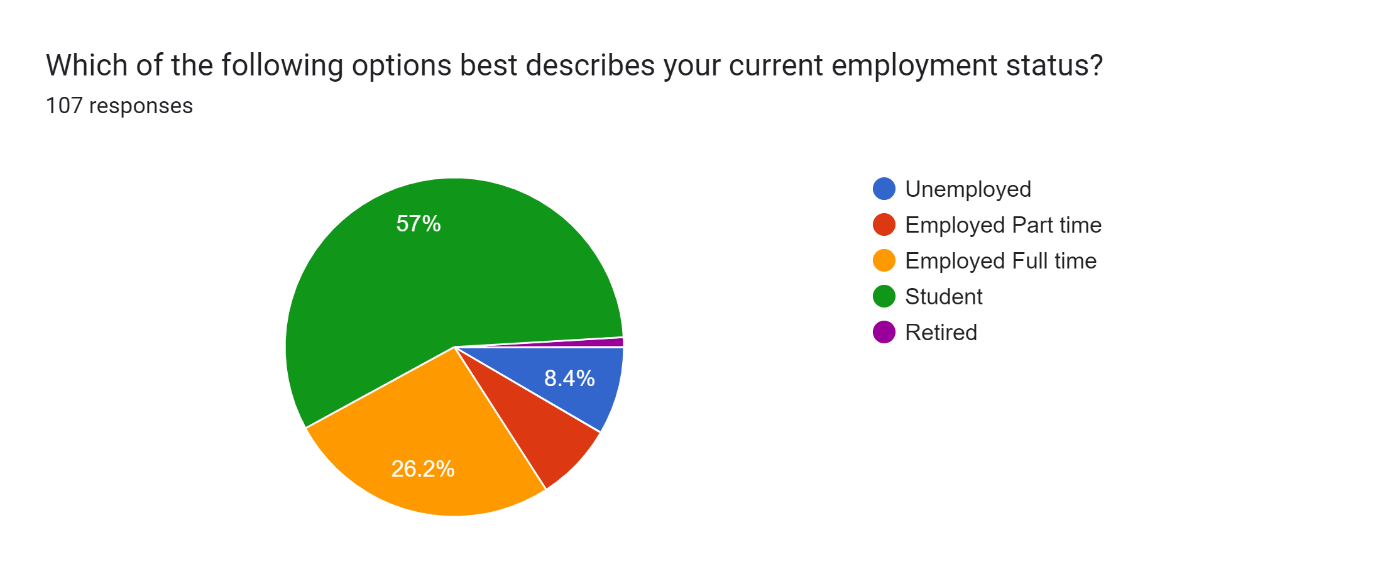 Which of the following options best describes your current employment status?
107 responses
57%
8.4%
26.2%
Unemployed
Employed Part time
Employed Full time
Student
Retired